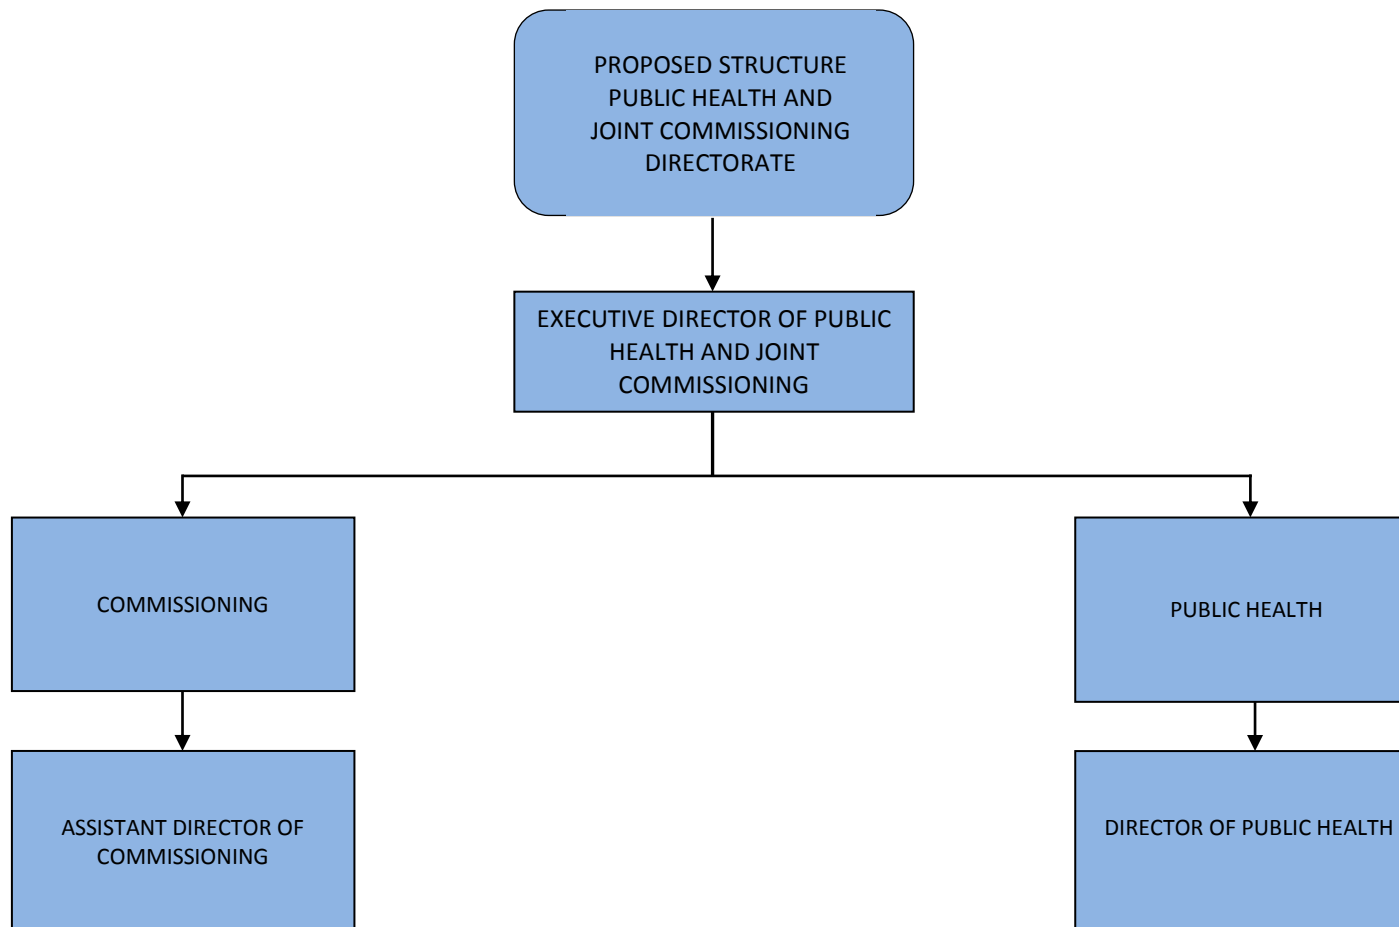 PROPOSED STRUCTURE
PUBLIC HEALTH AND
JOINT COMMISSIONING
DIRECTORATE
EXECUTIVE DIRECTOR OF PUBLIC
HEALTH AND JOINT
COMMISSIONING
COMMISSIONING
PUBLIC HEALTH
ASSISTANT DIRECTOR OF
COMMISSIONING
DIRECTOR OF PUBLIC HEALTH